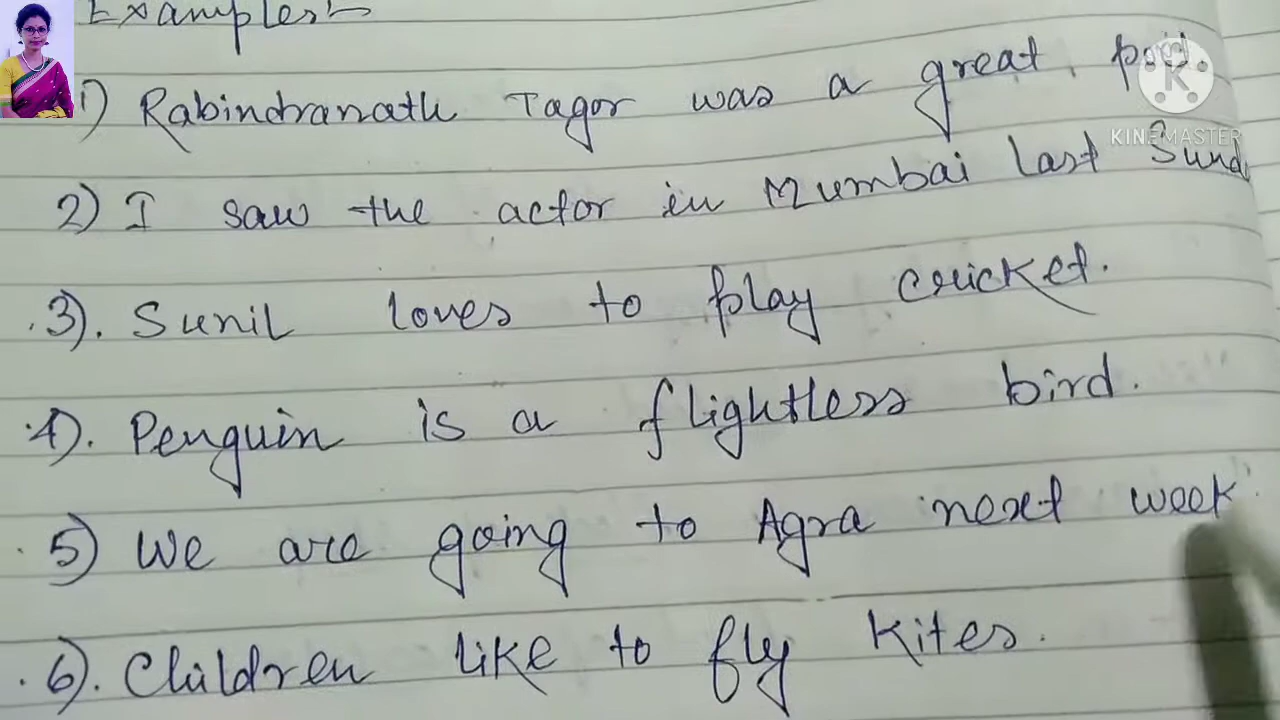 Examples:-
1) Rabindranath Tagor was a great poet.
2) I saw the actor in Mumbai last Sund
3). Sunil loves to play cricket.
4). Penguin is a flightless bird.
5) We are going to Agra next week.
6). Children like to fly kites.
K
KINEMASTER